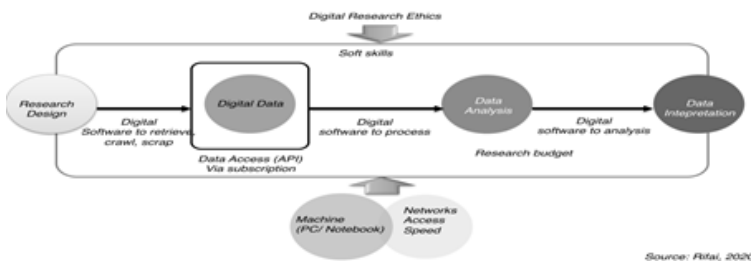 Digital Research Ethics
Soft skills
Research
Design
Digital
Software to retrieve,
crawl, scrap
Digital Data
Data Access (API)
Via subscription
Digital
software to process
Data
Analysis
Digital
software to analysis
Research budget
Data
Intepretation
Machine
(PC/ Notebook)
Networks
Access
Speed
Source: Rifai, 2020